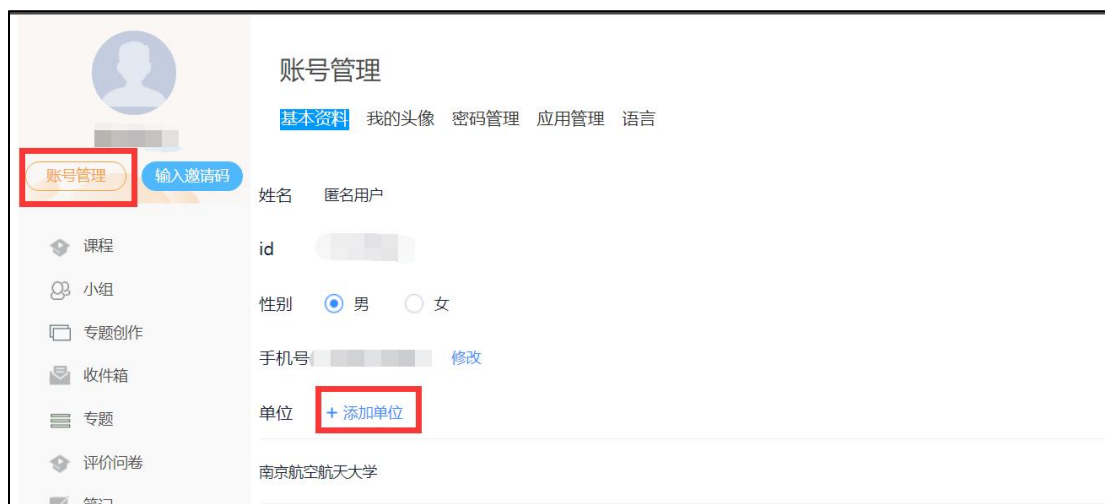 账号管理
基本资料 我的头像 密码管理 应用管理 语言
账号管理 输入邀请码
姓名 匿名用户
课程
id
小组
性别 男 女
专题创作
手机号 修改
收件箱
单位 + 添加单位
专题
评价问卷
南京航空航天大学
笔记